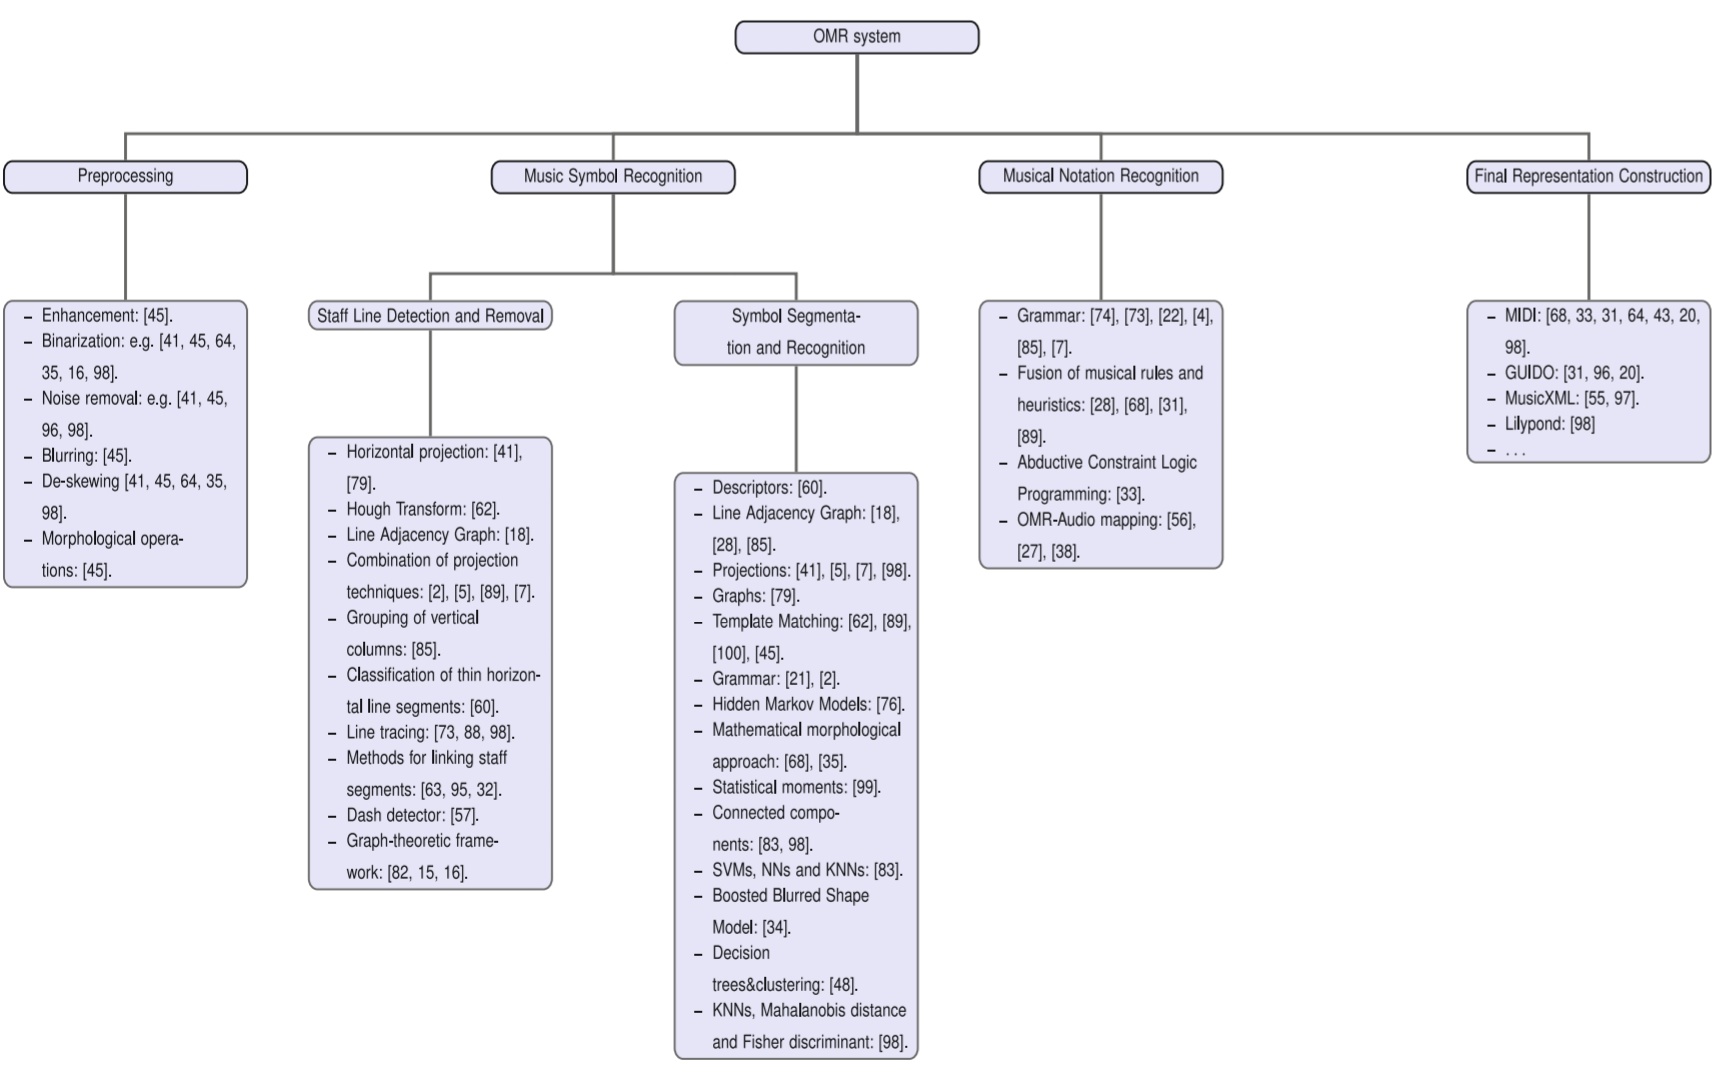 OMR system
Preprocessing
Music Symbol Recognition
Musical Notation Recognition
Final Representation Construction
– Enhancement: [45].
– Binarization: e.g. [41, 45, 64,
35, 16, 98].
– Noise removal: e.g. [41, 45,
96, 98].
– Blurring: [45].
– De-skewing [41, 45, 64, 35,
98].
– Morphological opera-
tions: [45].
Staff Line Detection and Removal
– Horizontal projection: [41],
[79].
– Hough Transform: [62].
– Line Adjacency Graph: [18].
– Combination of projection
techniques: [2], [5], [89], [7].
– Grouping of vertical
columns: [85].
– Classification of thin horizon-
tal line segments: [60].
– Line tracing: [73, 88, 98].
– Methods for linking staff
segments: [63, 95, 32].
– Dash detector: [57].
– Graph-theoretic frame-
work: [82, 15, 16].
Symbol Segmenta-
tion and Recognition
– Descriptors: [60].
– Line Adjacency Graph: [18],
[28], [85].
– Projections: [41], [5], [7], [98].
– Graphs: [79].
– Template Matching: [62], [89],
[100], [45].
– Grammar: [21], [2].
– Hidden Markov Models: [76].
– Mathematical morphological
approach: [68], [35].
– Statistical moments: [99].
– Connected compo-
nents: [83, 98].
– SVMs, NNs and KNNs: [83].
– Boosted Blurred Shape
Model: [34].
– Decision
trees&clustering: [48].
– KNNs, Mahalanobis distance
and Fisher discriminant: [98].
– Grammar: [74], [73], [22], [4],
[85], [7].
– Fusion of musical rules and
heuristics: [28], [68], [31],
[89].
– Abductive Constraint Logic
Programming: [33].
– OMR-Audio mapping: [56],
[27], [38].
– MIDI: [68, 33, 31, 64, 43, 20,
98].
– GUIDO: [31, 96, 20].
– MusicXML: [55, 97].
– Lilypond: [98]
– . . .